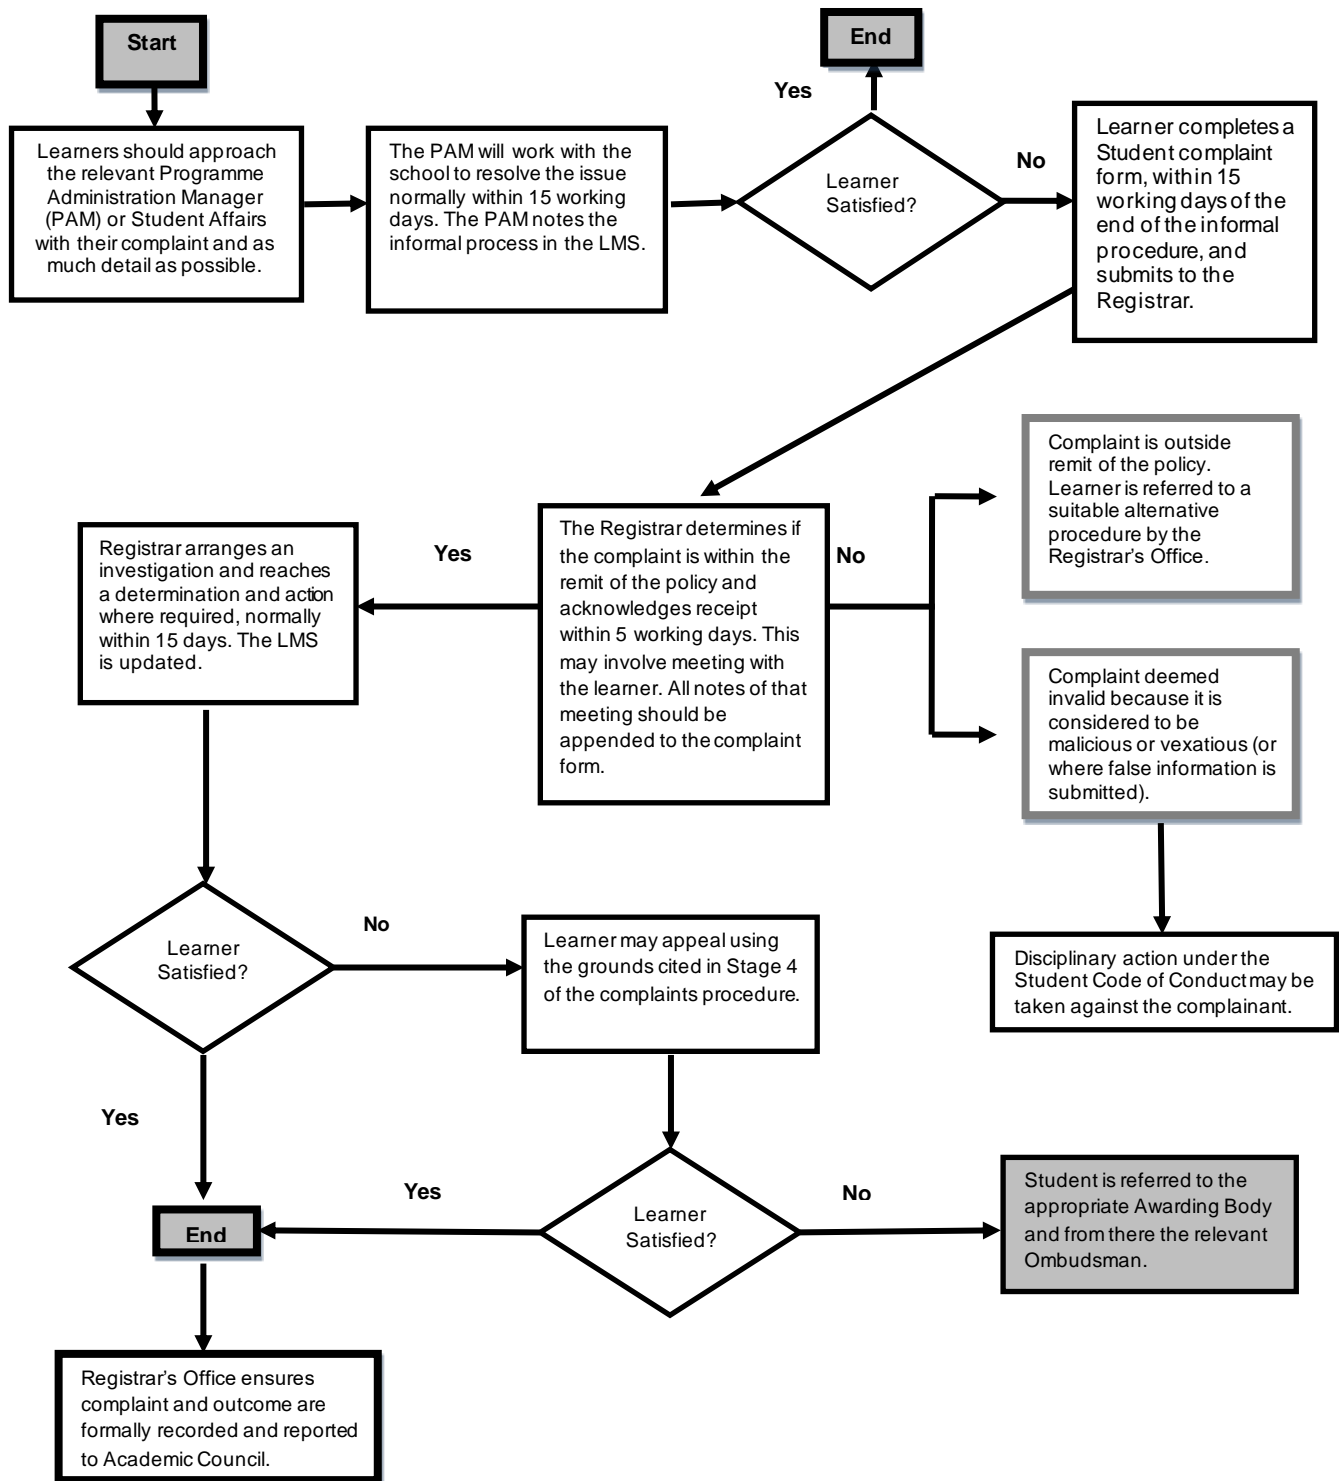 Start
Learners should approach
the relevant Programme
Administration Manager
(PAM) or Student Affairs
with their complaint and as
much detail as possible.
The PAM will work with the
school to resolve the issue
normally within 15 working
days. The PAM notes the
informal process in the LMS.
Learner
Satisfied?
Yes
End
No
Learner completes a
Student complaint
form, within 15
working days of the
end of the informal
procedure, and
submits to the
Registrar.
The Registrar determines if
the complaint is within the
remit of the policy and
acknowledges receipt
within 5 working days. This
may involve meeting with
the learner. All notes of that
meeting should be
appended to the complaint
form.
No
Complaint is outside
remit of the policy.
Learner is referred to a
suitable alternative
procedure by the
Registrar's Office.
Complaint deemed
invalid because it is
considered to be
malicious or vexatious (or
where false information is
submitted).
Disciplinary action under the
Student Code of Conduct may be
taken against the complainant.
Yes
Registrar arranges an
investigation and reaches
a determination and action
where required, normally
within 15 days. The LMS
is updated.
Learner
Satisfied?
No
Learner may appeal using
the grounds cited in Stage 4
of the complaints procedure.
Learner
Satisfied?
No
Student is referred to the
appropriate Awarding Body
and from there the relevant
Ombudsman.
Yes
Yes
End
Registrar's Office ensures
complaint and outcome are
formally recorded and reported
to Academic Council.